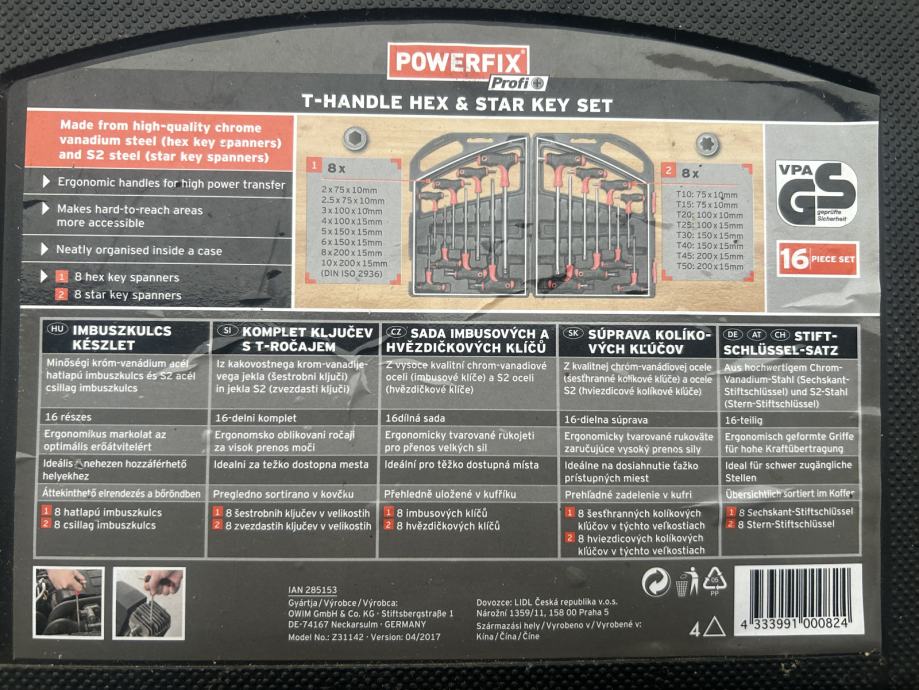 POWERFIX®
Profi+
T-HANDLE HEX & STAR KEY SET
Made from high-quality chrome
vanadium steel (hex key spanners)
and S2 steel (star key spanners)
Ergonomic handles for high power transfer
Makes hard-to-reach areas
more accessible
Neatly organised inside a case
1 8 hex key spanners
2 8 star key spanners
1 8 x
2 x 75 x 10mm
2.5 x 75 x 10mm
3 x 100 x 10mm
4 x 100 x 15mm
5 x 150 x 15mm
6 x 150 x 15mm
8 x 200 x 15mm
10 x 200 x 15mm
(DIN ISO 2936)
2 8 x
T10: 75 x 10mm
T15: 75 x 10mm
T20: 100 x 10mm
T25: 100 x 15mm
T30: 150 x 15mm
T40: 150 x 15mm
T45: 200 x 15mm
T50: 200 x 15mm
VPA
GS
geprüfte
Sicherheit
16 PIECE SET
HU IMBUSZKULCS
KÉSZLET
Minőségi króm-vanádium acél
hatlapú imbuszkulcs és S2 acél
csillag imbuszkulcs
16 részes
Ergonomikus markolat az
optimális erőátvitelért
Ideális nehezen hozzáférhető
helyekhez
Áttekinthető elrendezés a bőröndben
1 8 hatlapú imbuszkulcs
2 8 csillag imbuszkulcs
SI KOMPLET KLJUČEV
S T-ROČAJEM
Iz kakovostnega krom-vanadije-
vega jekla (šestrobni ključi)
in jekla S2 (zvezdasti ključi)
16-delni komplet
Ergonomsko oblikovani ročaji
za visok prenos moči
Idealni za težko dostopna mesta
Pregledno sortirano v kovčku
1 8 šestrobnih ključev v velikostih
2 8 zvezdastih ključev v velikostih
CZ SADA IMBUSOVÝCH A
HVĚZDIČKOVÝCH KLÍČŮ
Z vysoce kvalitní chrom-vanadiové
oceli (imbusové klíče) a S2 oceli
(hvězdičkové klíče)
16dílná sada
Ergonomicky tvarované rukojeti
pro přenos velkých sil
Ideální pro těžko dostupná místa
Přehledně uložené v kufříku
1 8 imbusových klíčů
2 8 hvězdičkových klíčů
SK SÚPRAVA KOLÍKO-
VÝCH KĽÚČOV
Z kvalitnej chróm-vanádiovej ocele
(šesťhranné kolíkové kľúče) a ocele
S2 (hviezdicové kolíkové kľúče)
16-dielna súprava
Ergonomicky tvarované rukoväte
zaručujúce vysoký prenos sily
Ideálne na dosiahnutie ťažko
prístupných miest
Prehľadné zadelenie v kufri
1 8 šesťhranných kolíkových
kľúčov v týchto veľkostiach
2 8 hviezdicových kolíkových
kľúčov v týchto veľkostiach
DE AT CH STIFT-
SCHLÜSSEL-SATZ
Aus hochwertigem Chrom-
Vanadium-Stahl (Sechskant-
Stiftschlüssel) und S2-Stahl
(Stern-Stiftschlüssel)
16-teilig
Ergonomisch geformte Griffe
für hohe Kraftübertragung
Ideal für schwer zugängliche
Stellen
Übersichtlich sortiert im Koffer
1 8 Sechskant-Stiftschlüssel
2 8 Stern-Stiftschlüssel
IAN 285153
Gyártja / Výrobce / Výrobca:
OWIM GmbH & Co. KG · Stiftsbergstraße 1
DE-74167 Neckarsulm · GERMANY
Model No.: Z31142 · Version: 04/2017
Dovozce: LIDL Česká republika v.o.s.
Nárožní 1359/11, 158 00 Praha 5
Származási hely / Vyrobeno v / Vyrobené v:
Kína / Čína / Číne
05
PP
4
4 333991 000824